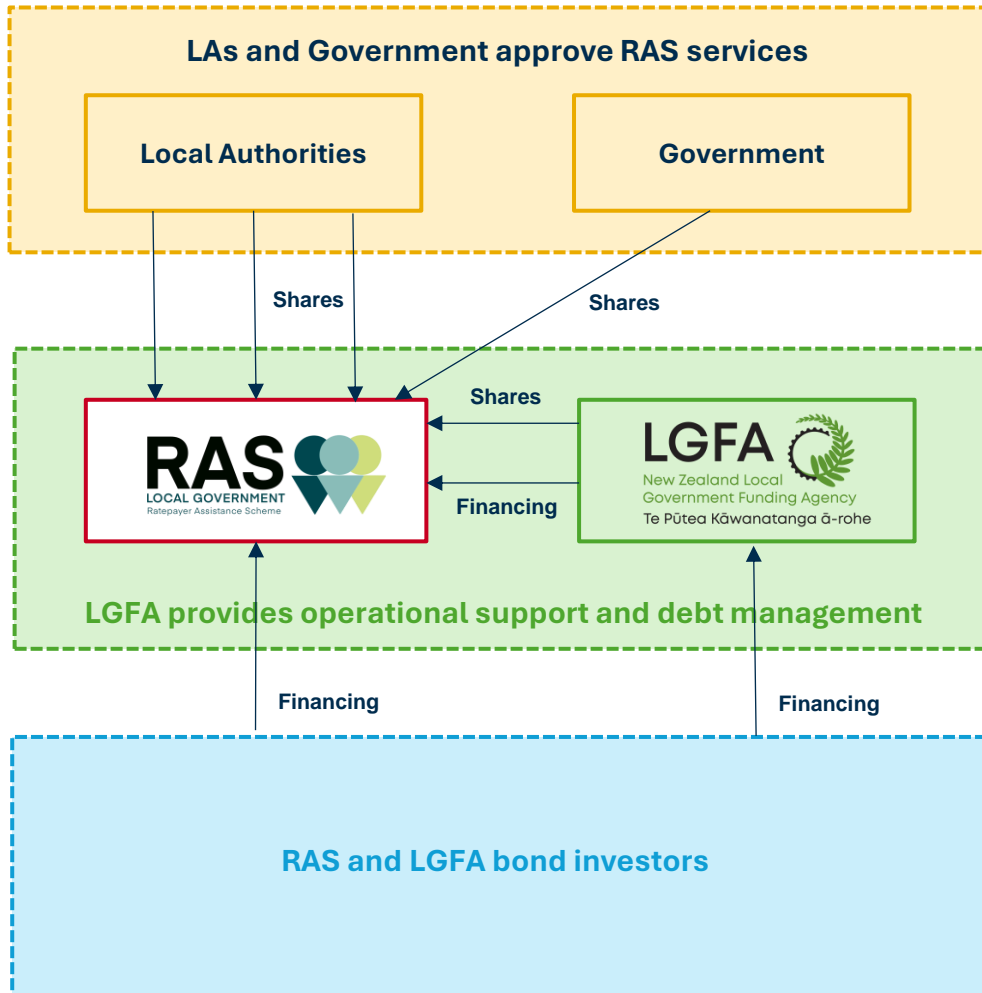 LAs and Government approve RAS services
Local Authorities
Government
Shares
Shares
Shares
RAS
LOCAL GOVERNMENT
Ratepayer Assistance Scheme
Financing
LGFA
New Zealand Local
Government Funding Agency
Te Pūtea Kāwanatanga ā-rohe
LGFA provides operational support and debt management
Financing
Financing
RAS and LGFA bond investors